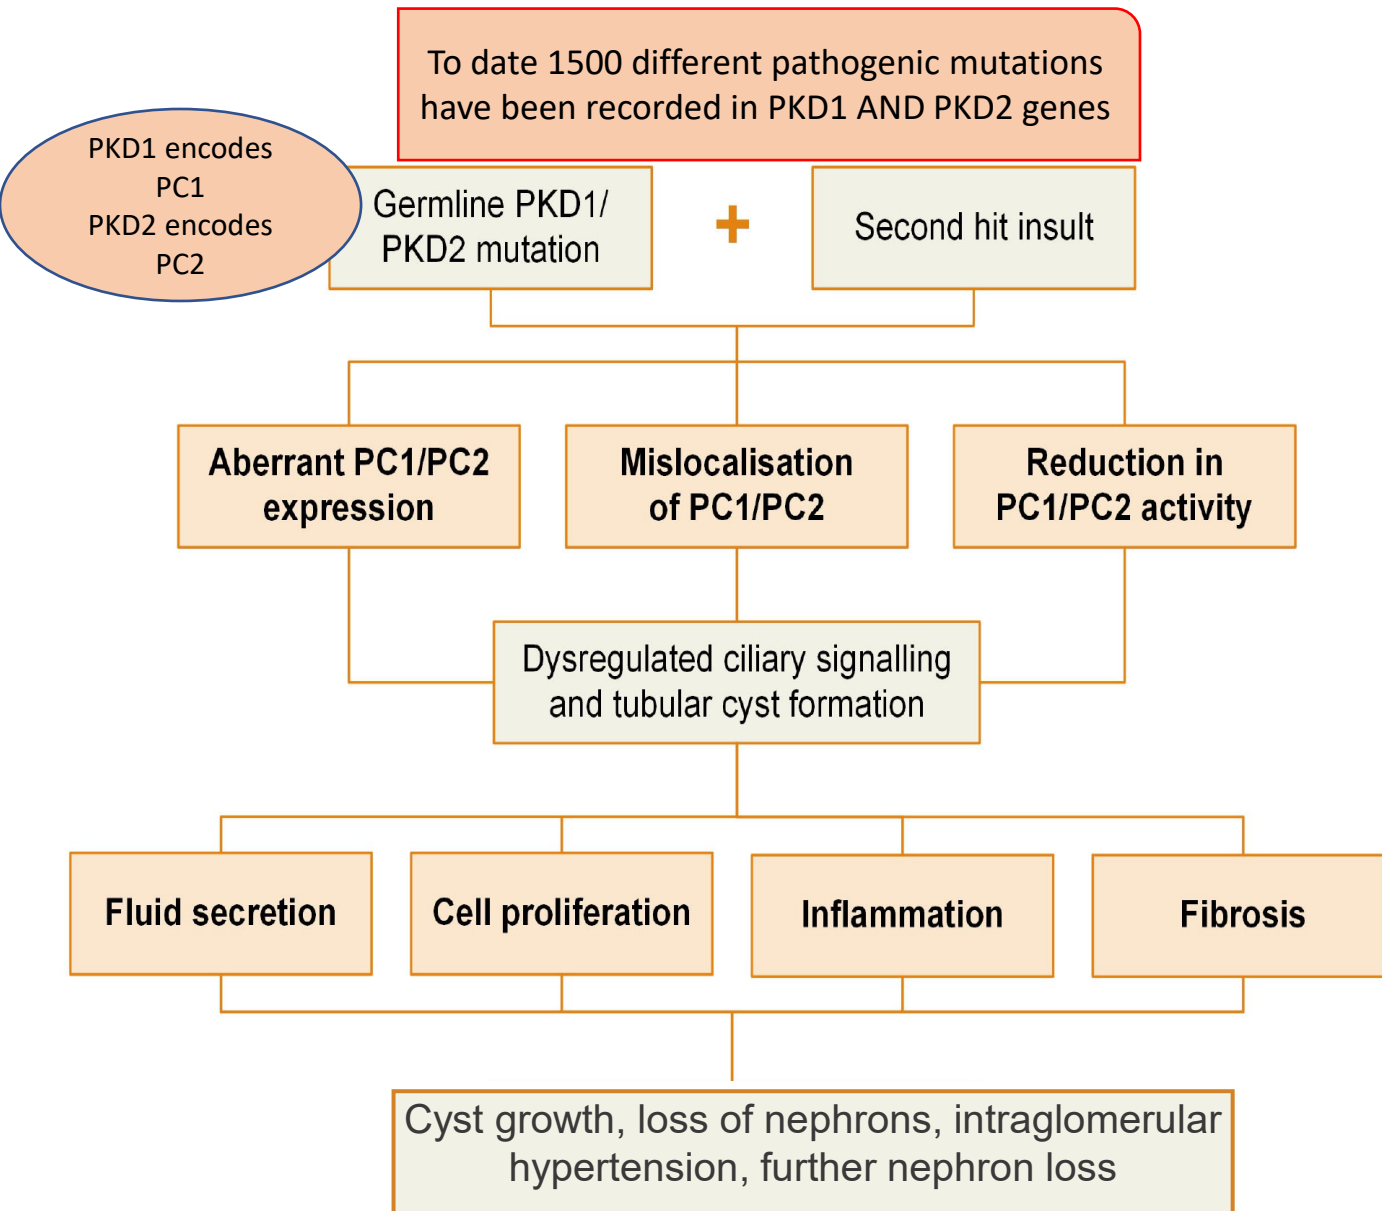 To date 1500 different pathogenic mutations
have been recorded in PKD1 AND PKD2 genes
PKD1 encodes
PC1
PKD2 encodes
PC2
Germline PKD1/
PKD2 mutation
+
Second hit insult
Aberrant PC1/PC2
expression
Mislocalisation
of PC1/PC2
Reduction in
PC1/PC2 activity
Dysregulated ciliary signalling
and tubular cyst formation
Fluid secretion
Cell proliferation
Inflammation
Fibrosis
Cyst growth, loss of nephrons, intraglomerular
hypertension, further nephron loss